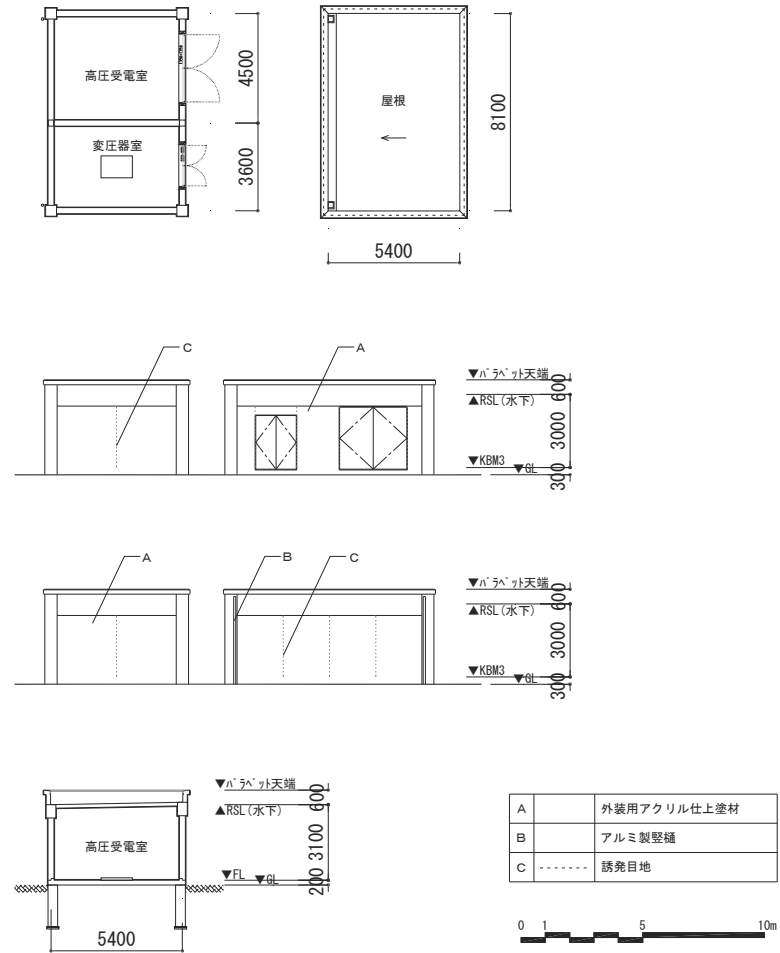 高圧受電室
変圧器室
4500
3600
屋根
8100
5400
C
A
▼パラペット天端
▲RSL(水下)
▼KBM3
▼GL
600
3000
300
A
B
C
▼パラペット天端
▲RSL(水下)
▼KBM3
▼GL
600
3000
300
高圧受電室
5400
▼パラペット天端
▲RSL(水下)
▼FL
▼GL
600
3100
200
A 外装用アクリル仕上塗材
B アルミ製竪樋
C 誘発目地
0 1 5 10m